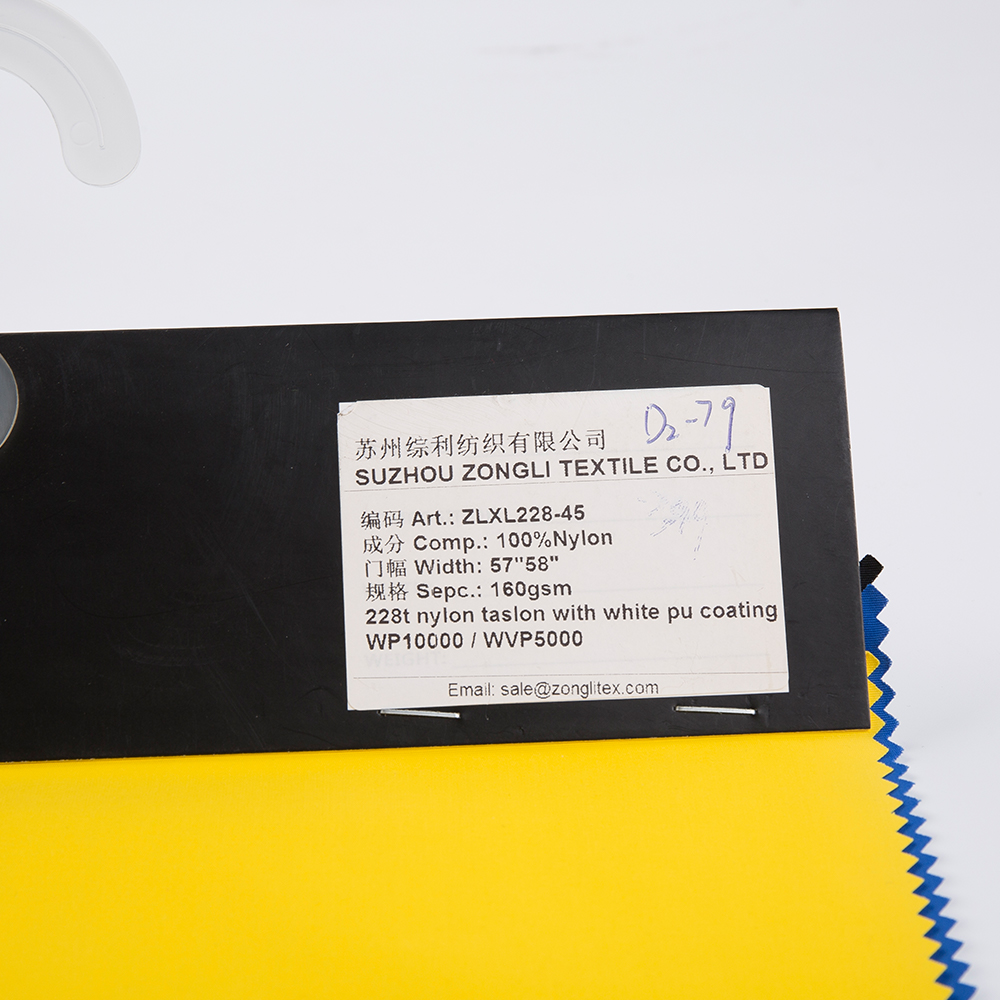 D2-79
苏州综利纺织有限公司
SUZHOU ZONGLI TEXTILE CO., LTD
编码 Art.: ZLXL228-45
成分 Comp.: 100%Nylon
门幅 Width: 57"58"
规格 Sepc.: 160gsm
228t nylon taslon with white pu coating
WP10000 / WVP5000
WEIGHT:
Email: sale@zonglitex.com